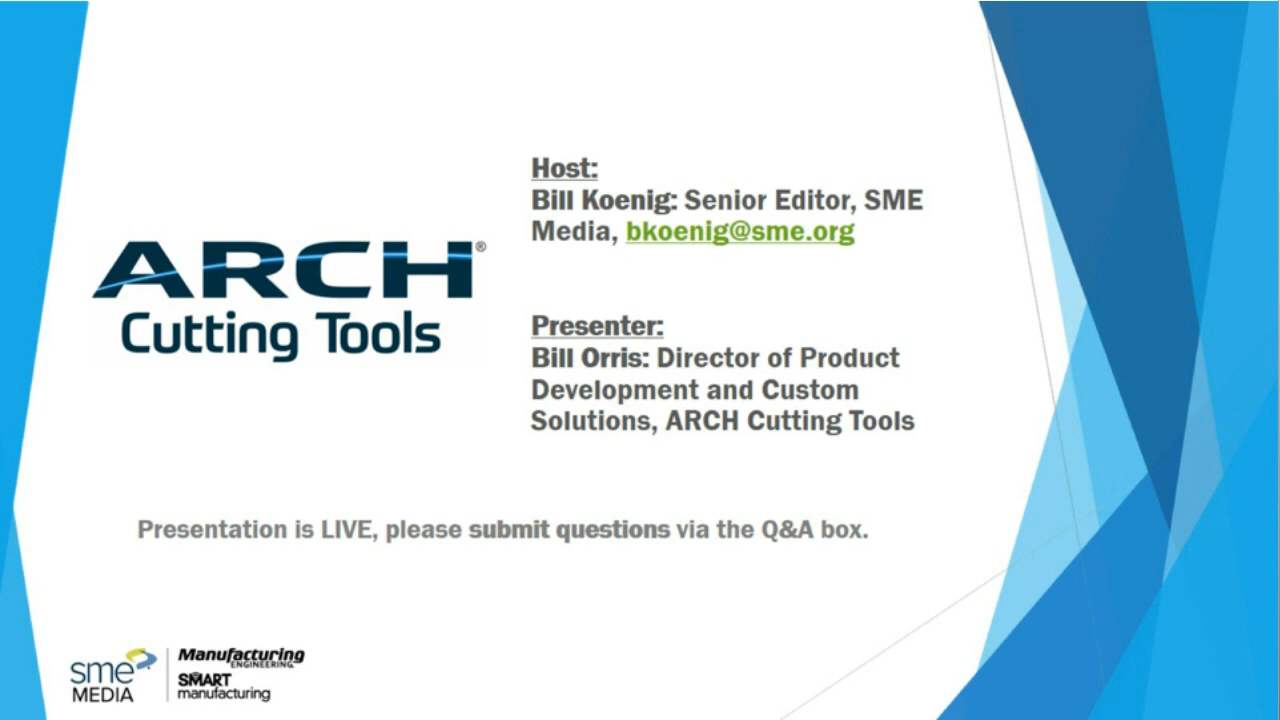 Host:
Bill Koenig: Senior Editor, SME
Media, bkoenig@sme.org
ARCH®
Cutting Tools
Presenter:
Bill Orris: Director of Product
Development and Custom
Solutions, ARCH Cutting Tools
Presentation is LIVE, please submit questions via the Q&A box.
sme
MEDIA
Manufacturing
ENGINEERING
SMART
manufacturing